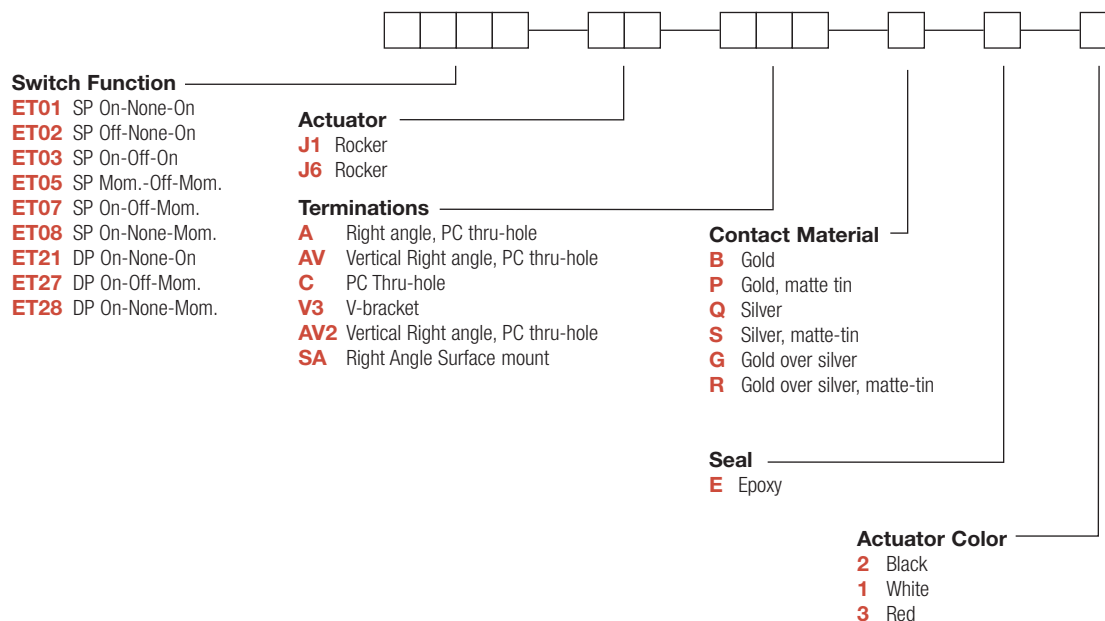 Switch Function
ET01 SP On-None-On
ET02 SP Off-None-On
ET03 SP On-Off-On
ET05 SP Mom.-Off-Mom.
ET07 SP On-Off-Mom.
ET08 SP On-None-Mom.
ET21 DP On-None-On
ET27 DP On-Off-Mom.
ET28 DP On-None-Mom.
Actuator
J1 Rocker
J6 Rocker
Terminations
A Right angle, PC thru-hole
AV Vertical Right angle, PC thru-hole
C PC Thru-hole
V3 V-bracket
AV2 Vertical Right angle, PC thru-hole
SA Right Angle Surface mount
Contact Material
B Gold
P Gold, matte tin
Q Silver
S Silver, matte-tin
G Gold over silver
R Gold over silver, matte-tin
Seal
E Epoxy
Actuator Color
2 Black
1 White
3 Red